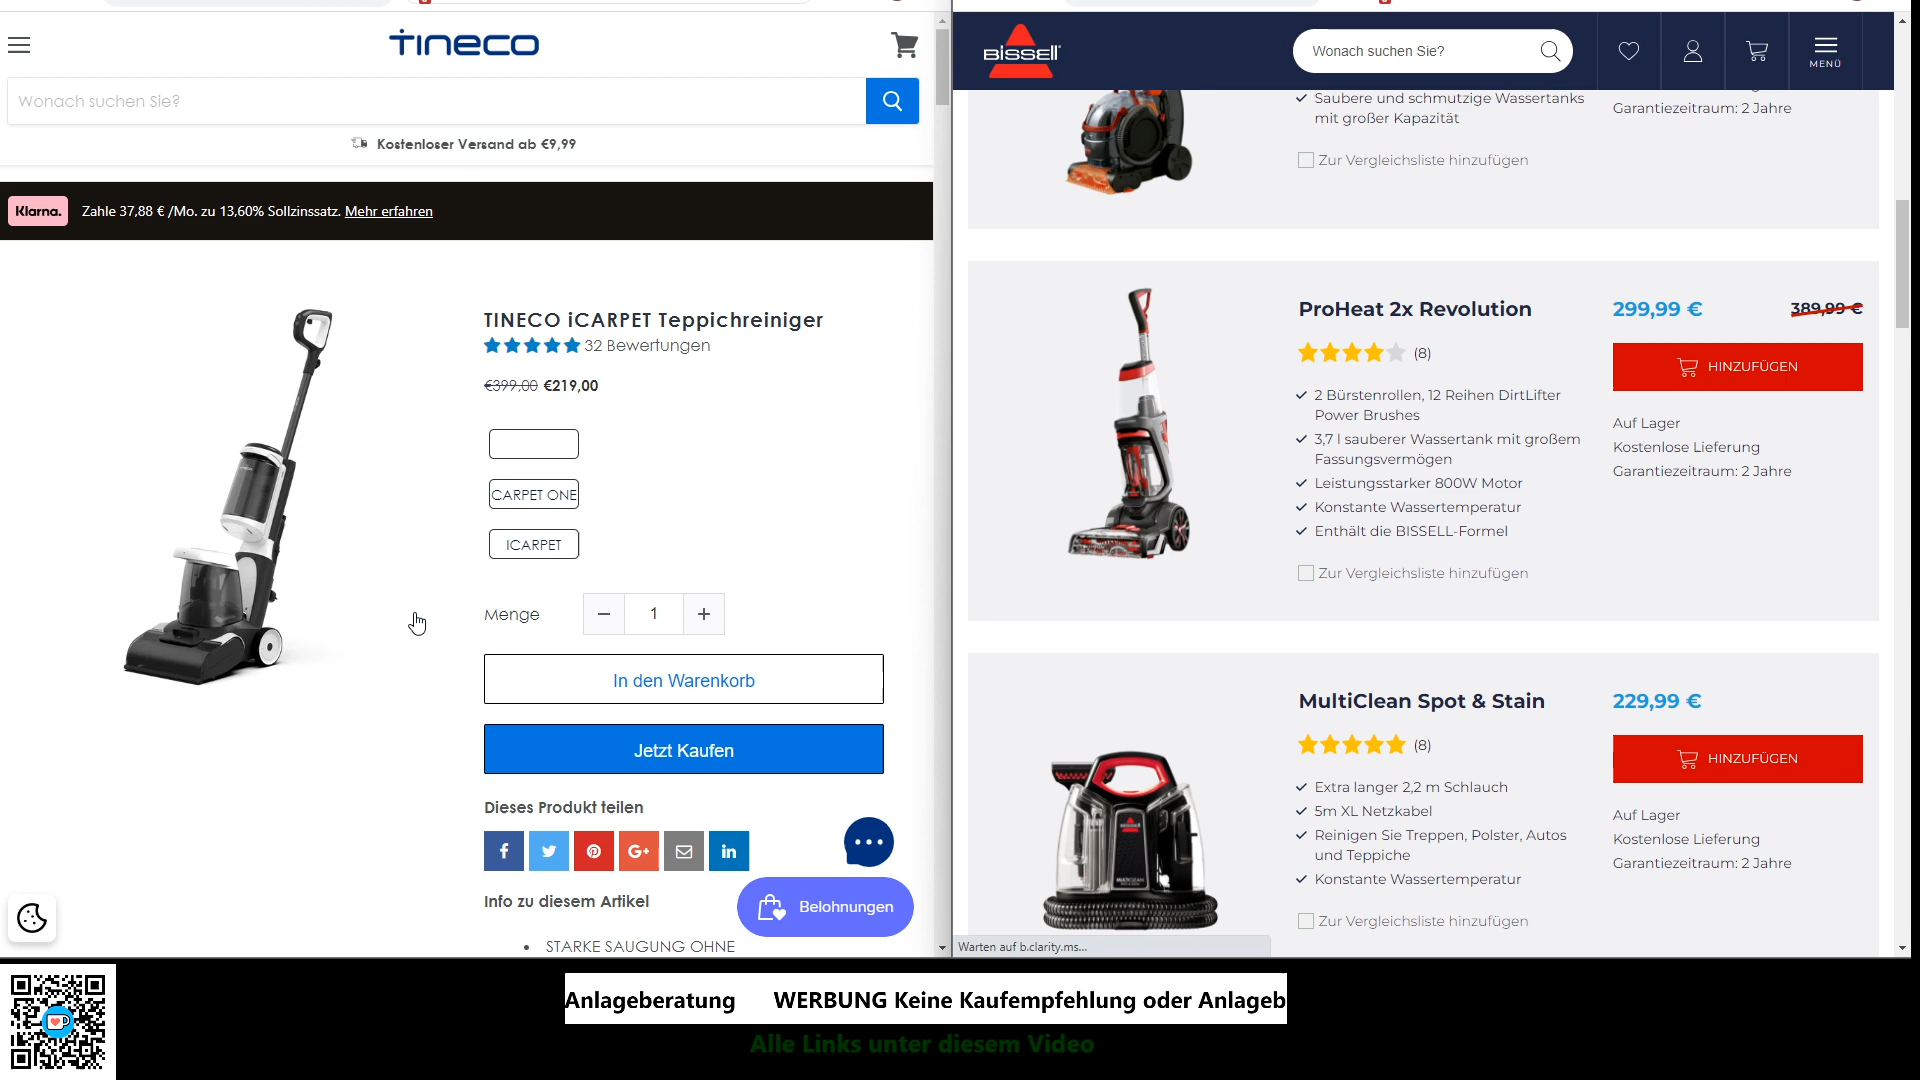 Tineco
Wonach suchen Sie?
Kostenloser Versand ab €9,99
Klarna. Zahle 37,88 € /Mo. zu 13,60% Sollzinssatz. Mehr erfahren
TINECO iCARPET Teppichreiniger
32 Bewertungen
€399,00 €219,00
CARPET ONE
ICARPET
Menge
1
In den Warenkorb
Jetzt Kaufen
Dieses Produkt teilen
Belohnungen
Info zu diesem Artikel
STARKE SAUGUNG OHNE
BISSELL
Wonach suchen Sie?
MENÜ
Saubere und schmutzige Wassertanks
mit großer Kapazität
Garantiezeitraum: 2 Jahre
Zur Vergleichsliste hinzufügen
ProHeat 2x Revolution
299,99 €
389,99 €
(8)
HINZUFÜGEN
2 Bürstenrollen, 12 Reihen DirtLifter
Power Brushes
3,7 l sauberer Wassertank mit großem
Fassungsvermögen
Leistungsstarker 800W Motor
Konstante Wassertemperatur
Enthält die BISSELL-Formel
Auf Lager
Kostenlose Lieferung
Garantiezeitraum: 2 Jahre
Zur Vergleichsliste hinzufügen
MultiClean Spot & Stain
229,99 €
(8)
HINZUFÜGEN
Extra langer 2,2 m Schlauch
5m XL Netzkabel
Reinigen Sie Treppen, Polster, Autos
und Teppiche
Konstante Wassertemperatur
Auf Lager
Kostenlose Lieferung
Garantiezeitraum: 2 Jahre
Zur Vergleichsliste hinzufügen
Warten auf b.clarity.ms...
Anlageberatung WERBUNG Keine Kaufempfehlung oder Anlageb
Alle Links unter diesem Video